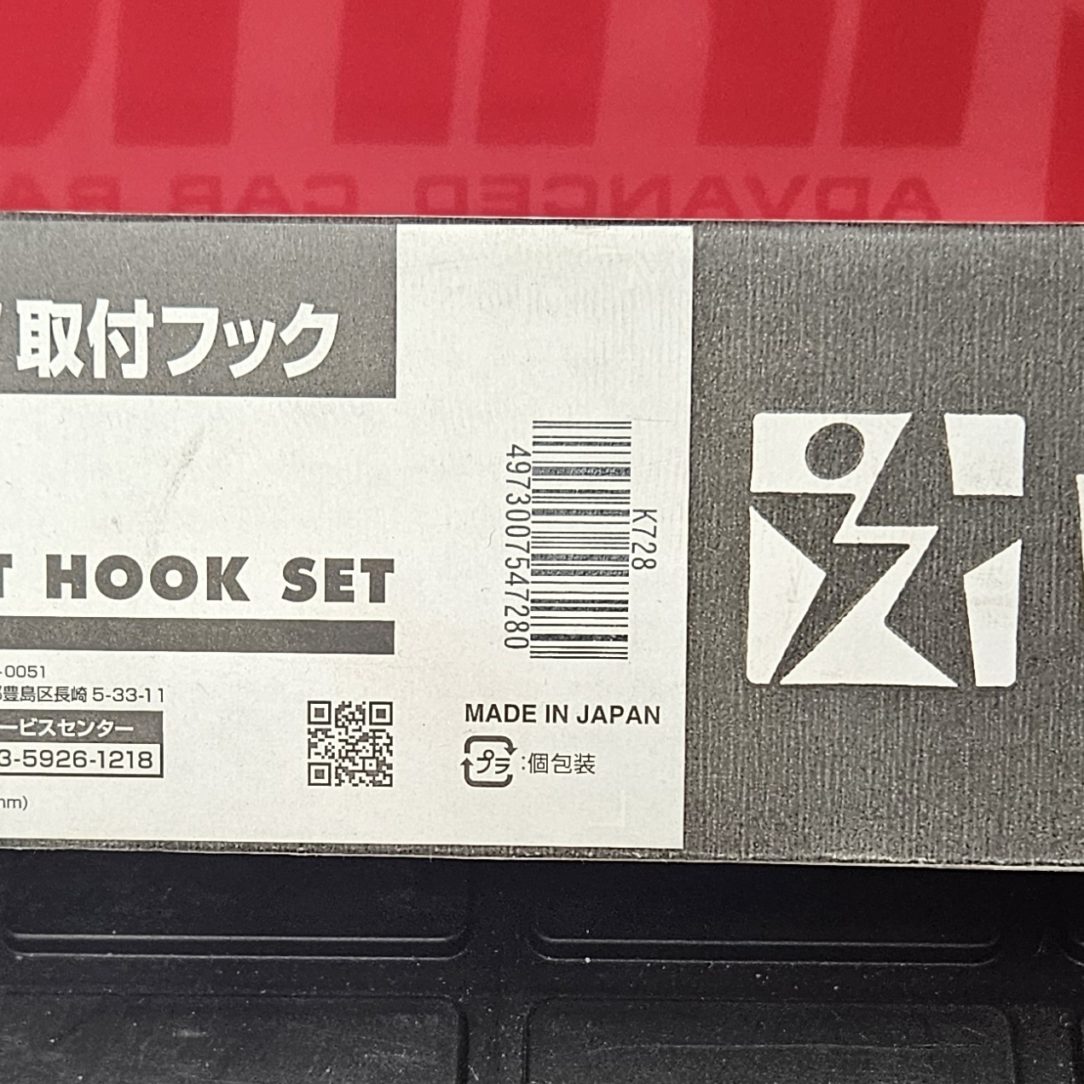 ADVANCED CAR RA
取付フック
T HOOK SET
-0051
豊島区長崎 5-33-11
ービスセンター
3-5926-1218
mm)
4973007547280
K728
MADE IN JAPAN
プラ :個包装